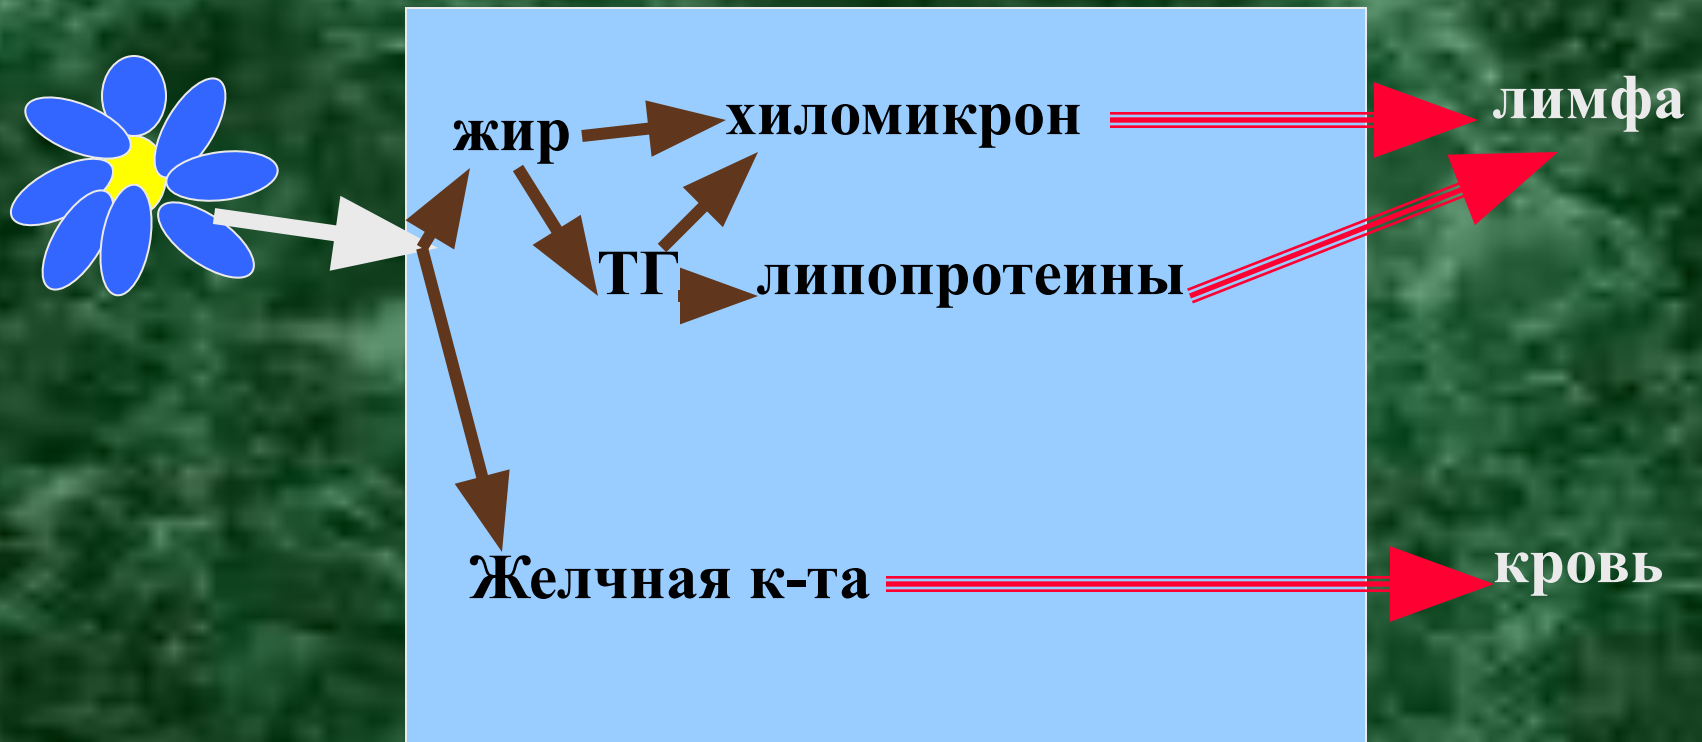 жир
хиломикрон
лимфа
ТГ
липопротеины
Желчная к-та
кровь